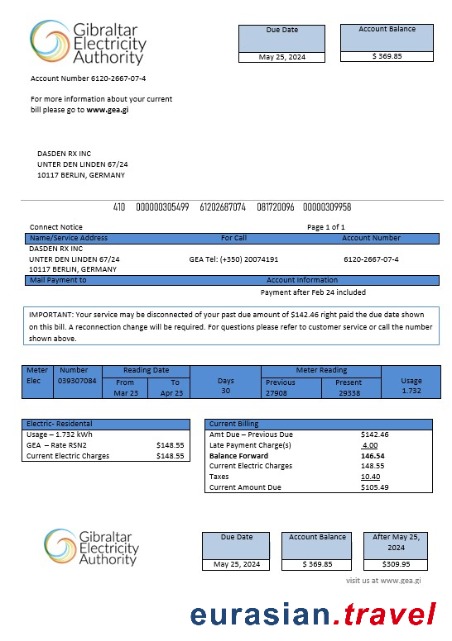 Gibraltar
Electricity
Authority
Due Date
Account Balance
May 25, 2024
$ 369.85
Account Number 6120-2667-07-4
For more information about your current
bill please go to www.gea.gi
DASDEN RX INC
UNTER DEN LINDEN 67/24
10117 BERLIN, GERMANY
410 000000305499 61202687074 081720096 00000309958
Connect Notice Page 1 of 1
Name/Service Address For Call Account Number
DASDEN RX INC
UNTER DEN LINDEN 67/24 GEA Tel: (+350) 20074191 6120-2667-07-4
10117 BERLIN, GERMANY
Mail Payment to Account Information
Payment after Feb 24 included
IMPORTANT: Your service may be disconnected of your past due amount of $142.46 right paid the due date shown
on this bill. A reconnection change will be required. For questions please refer to customer service or call the number
shown above.
Meter Number Reading Date Meter Reading
Elec 039307084 From To Days Previous Present Usage
Mar 25 Apr 25 30 27908 29338 1.732
Electric- Residental
Usage – 1.732 kWh
GEA – Rate RSN2 $148.55
Current Electric Charges $148.55
Current Billing
Amt Due – Previous Due $142.46
Late Payment Charge(s) 4.00
Balance Forward 146.54
Current Electric Charges 148.55
Taxes 10.40
Current Amount Due $105.49
Gibraltar
Electricity
Authority
Due Date
Account Balance
After May 25,
2024
May 25, 2024
$ 369.85
$309.95
visit us at www.gea.gi
eurasian.travel